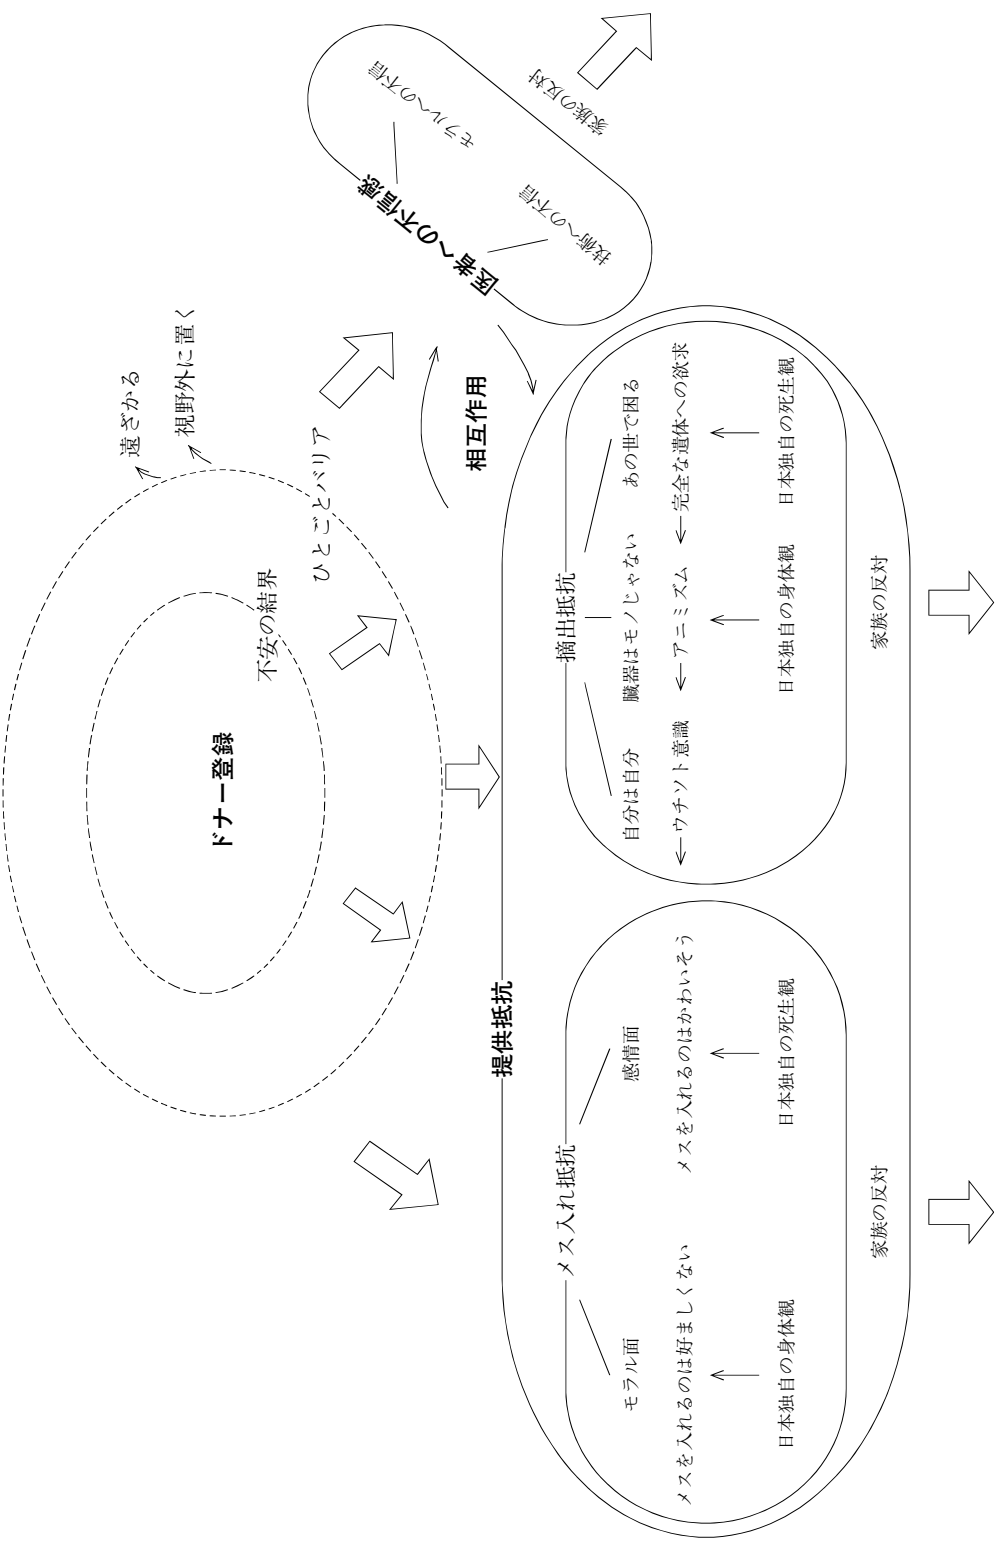 ドナー登録
不安の結界
ひとごとバリア
遠ざかる
視野外に置く
提供抵抗
相互作用
医者への不信感
技術への不信
モラルへの不信
家族の反対
メス入れ抵抗
モラル面
感情面
メスを入れるのは好ましくない
メスを入れるのはかわいそう
日本独自の身体観
日本独自の死生観
家族の反対
摘出抵抗
自分は自分
臓器はモノじゃない
あの世で困る
ウチソト意識
アニミズム
完全な遺体への欲求
日本独自の身体観
日本独自の死生観
家族の反対